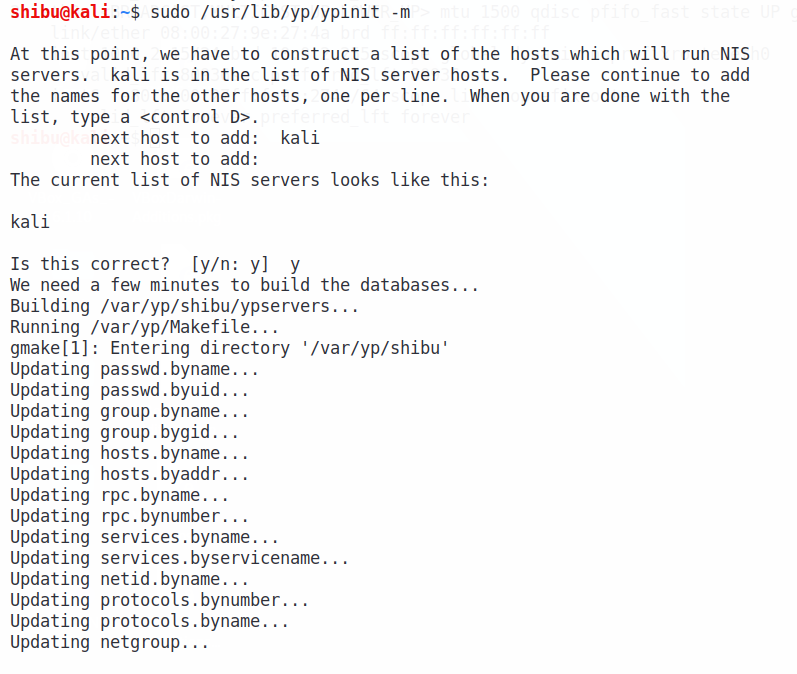 shibu@kali:~$ sudo /usr/lib/yp/ypinit -m
At this point, we have to construct a list of the hosts which will run NIS
servers.  kali is in the list of NIS server hosts.  Please continue to add
the names for the other hosts, one per line.  When you are done with the
list, type a <control D>.
        next host to add:  kali
        next host to add:
The current list of NIS servers looks like this:
kali
Is this correct?  [y/n: y]  y
We need a few minutes to build the databases...
Building /var/yp/shibu/ypservers...
Running /var/yp/Makefile...
gmake[1]: Entering directory '/var/yp/shibu'
Updating passwd.byname...
Updating passwd.byuid...
Updating group.byname...
Updating group.bygid...
Updating hosts.byname...
Updating hosts.byaddr...
Updating rpc.byname...
Updating rpc.bynumber...
Updating services.byname...
Updating services.byservicename...
Updating netid.byname...
Updating protocols.bynumber...
Updating protocols.byname...
Updating netgroup...